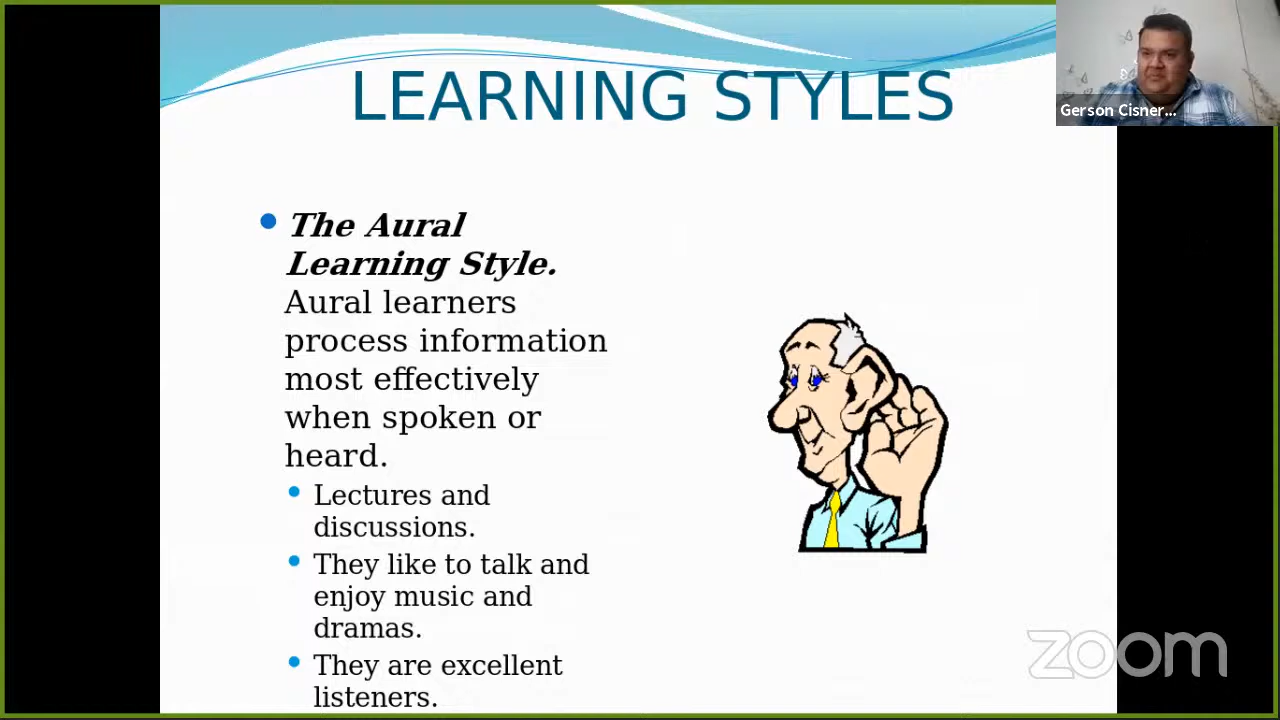 LEARNING STYLES
Gerson Cisner...
The Aural
Learning Style.
Aural learners
process information
most effectively
when spoken or
heard.
Lectures and
discussions.
They like to talk and
enjoy music and
dramas.
They are excellent
listeners.
zoom